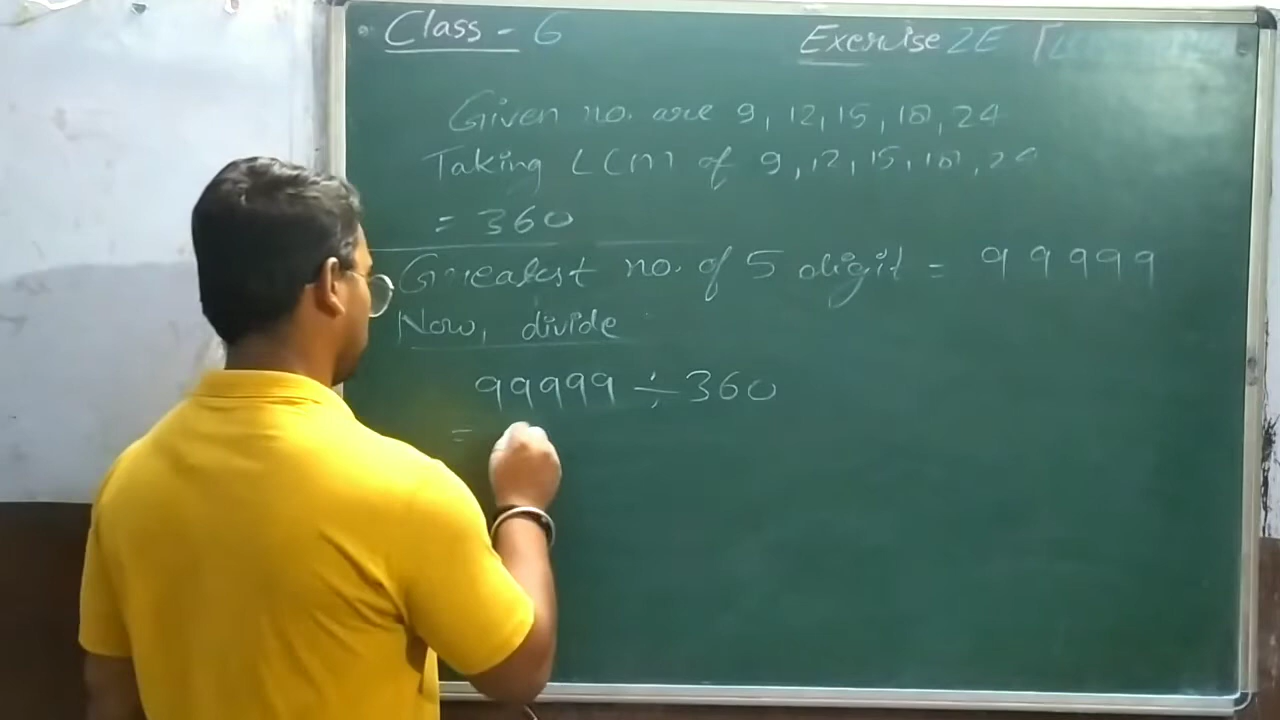 Class - 6
Exercise 2E
Given no. are 9, 12, 15, 18, 24
Taking LCM of 9, 12, 15, 18, 24
= 360
Greatest no. of 5 digit = 99999
Now, divide
99999 ÷ 360
=